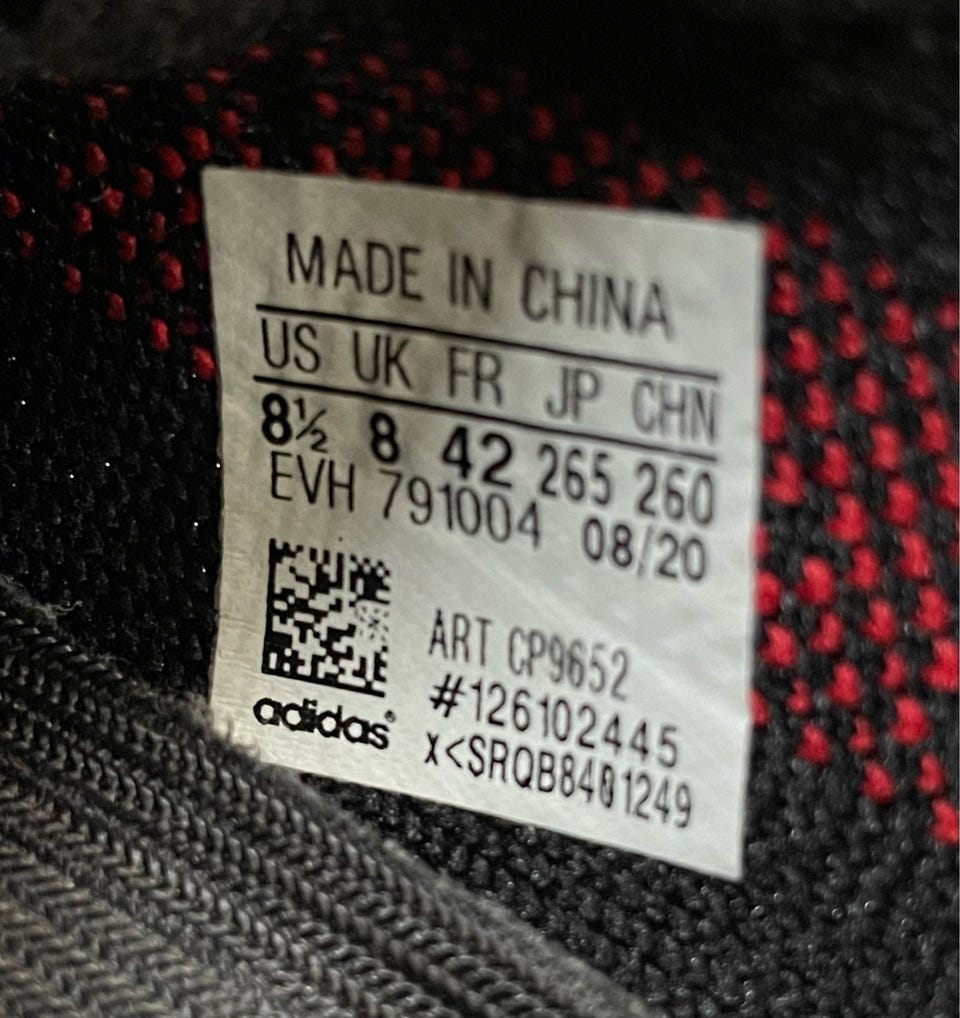 MADE IN CHINA
US UK FR JP CHN
8½ 8 42 265 260
EVH 791004 08/20
ART CP9652
#126102445
x<SRQB8401249
adidas®